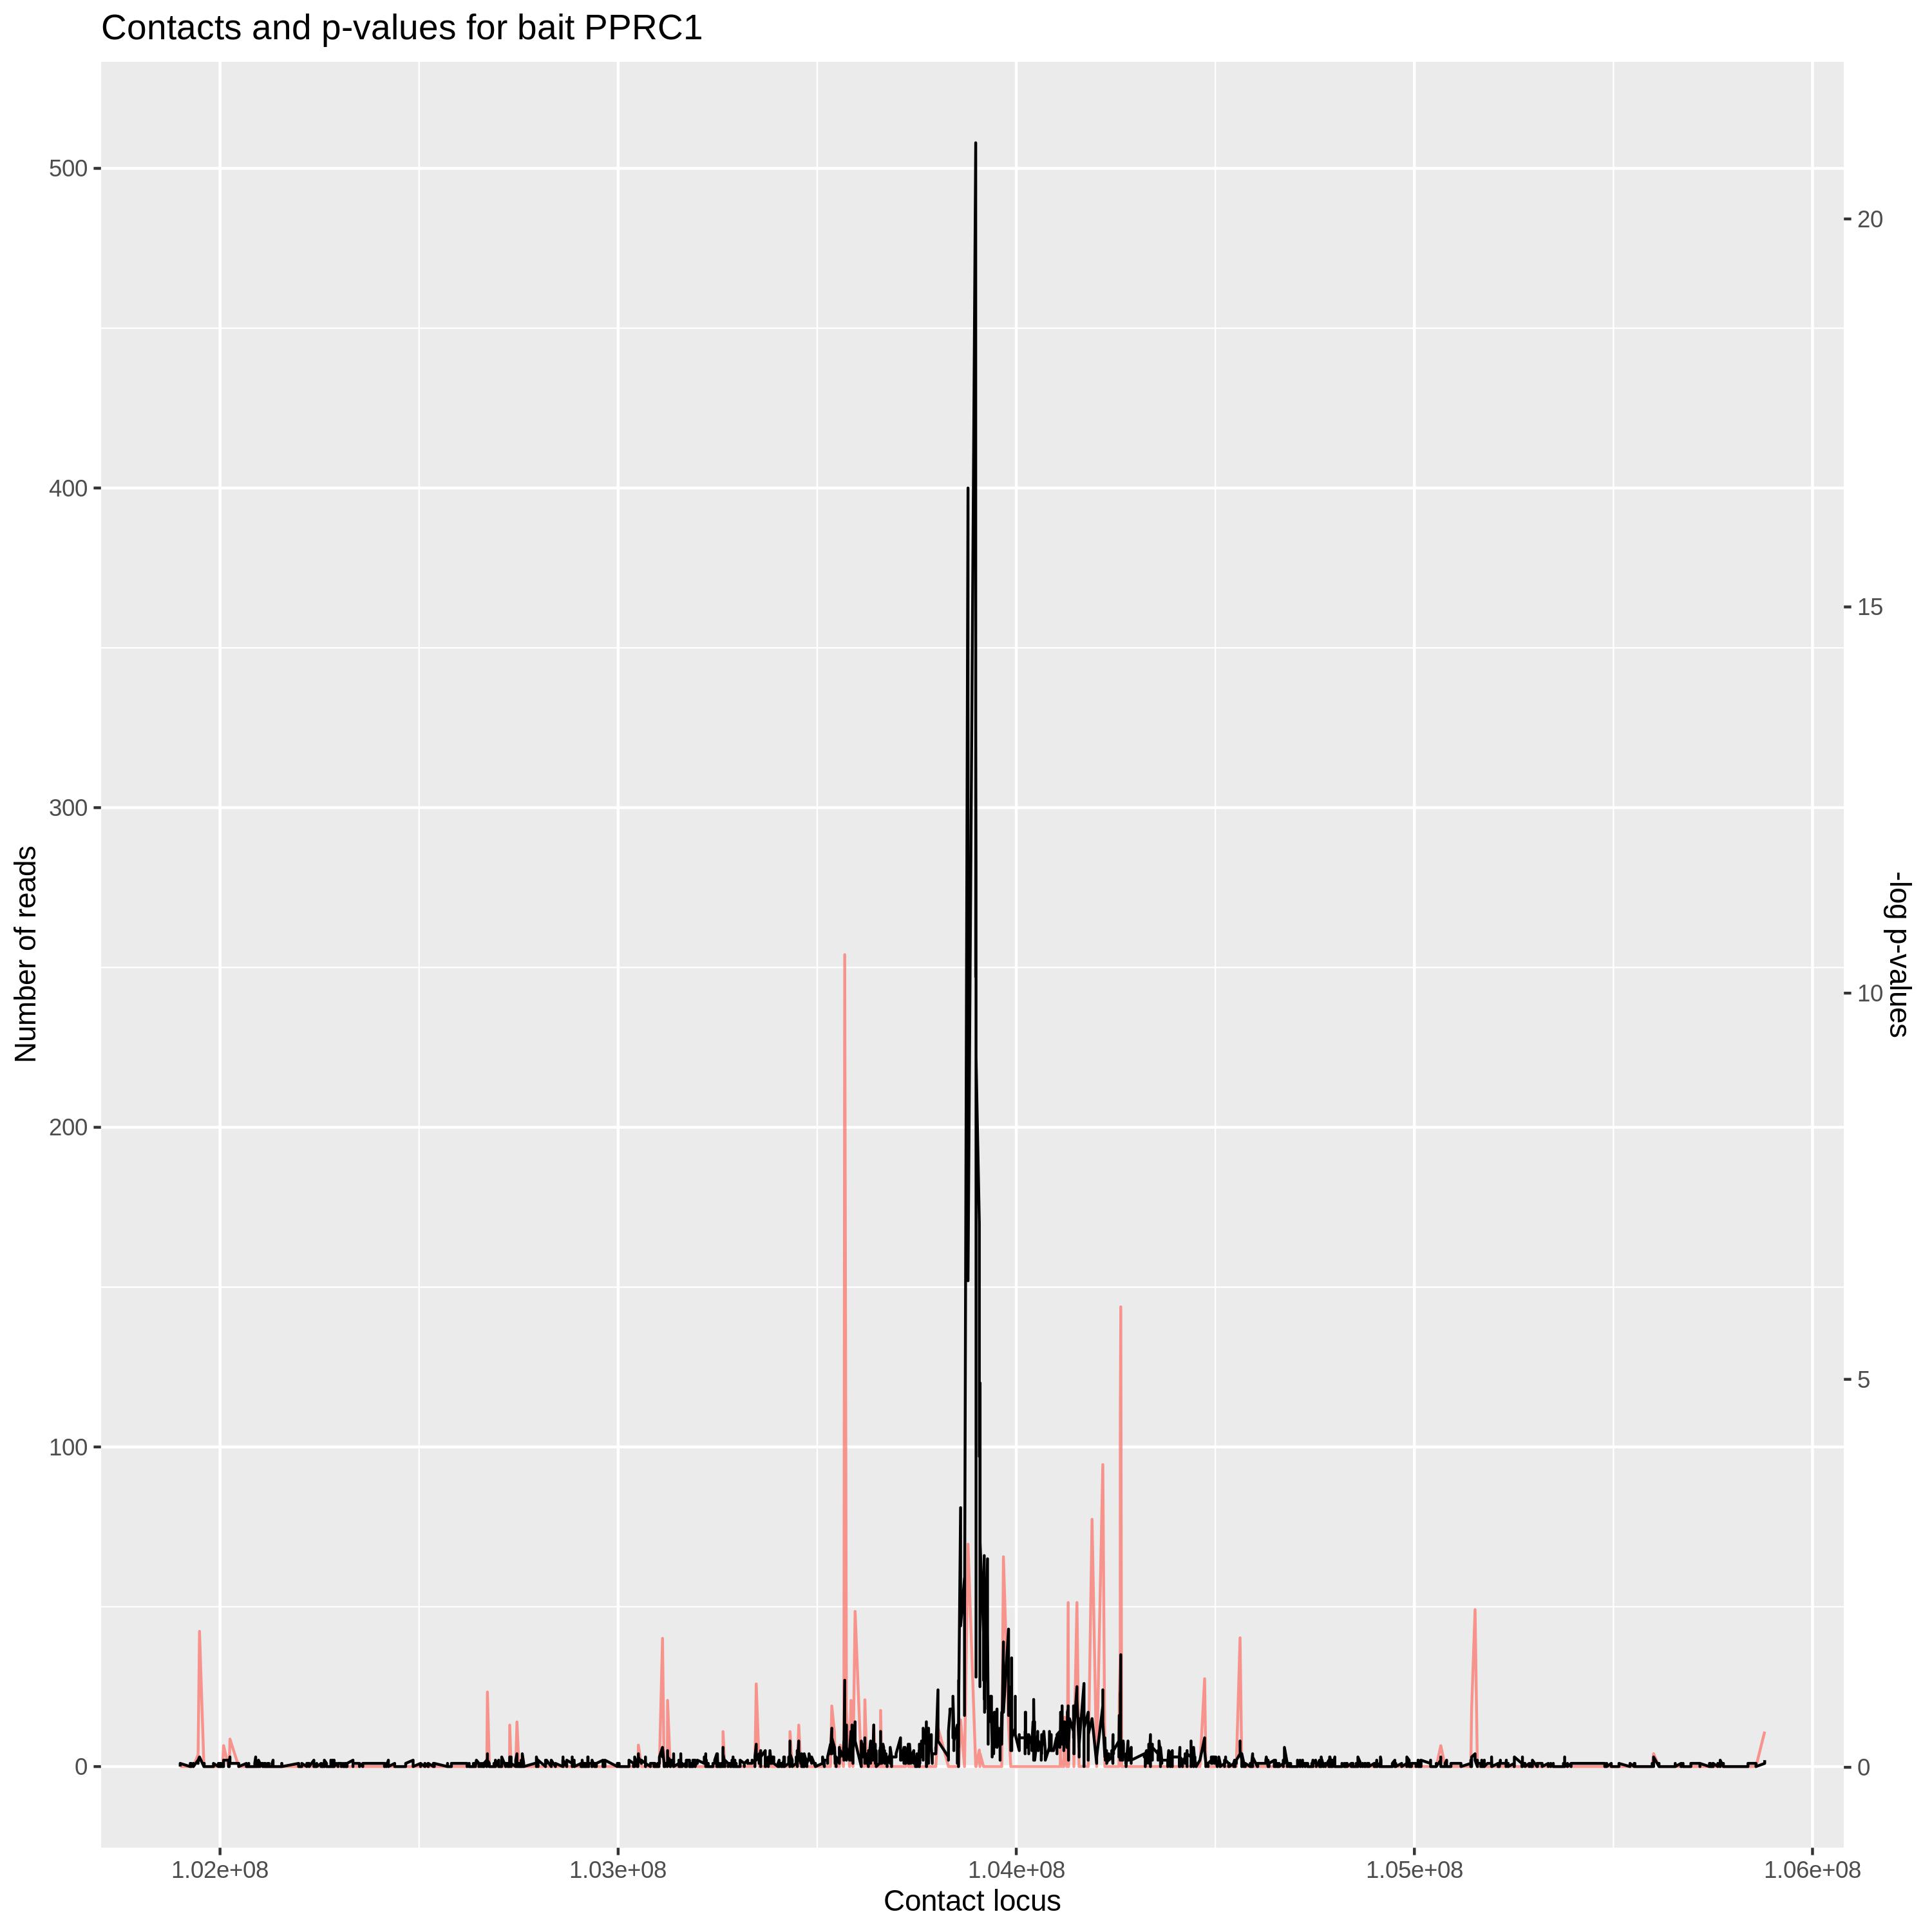 Contacts and p-values for bait PPRC1
500
400
300
200
100
0
Number of reads
20
15
10
5
0
-log p-values
1.02e+08
1.03e+08
1.04e+08
1.05e+08
1.06e+08
Contact locus